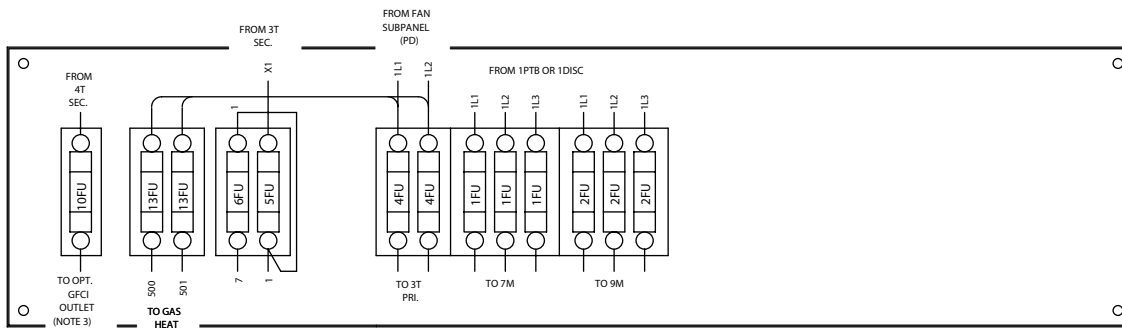 FROM 3T
SEC.
FROM FAN
SUBPANEL
(PD)
FROM
4T
SEC.
X1
1L1
1L2
FROM 1PTB OR 1DISC
1
1L1
1L2
1L3
1L1
1L2
1L3
10FU
13FU
13FU
6FU
5FU
4FU
4FU
1FU
1FU
1FU
2FU
2FU
2FU
TO OPT.
GFCI
OUTLET
(NOTE 3)
500
501
TO GAS
HEAT
7
1
TO 3T
PRI.
TO 7M
TO 9M